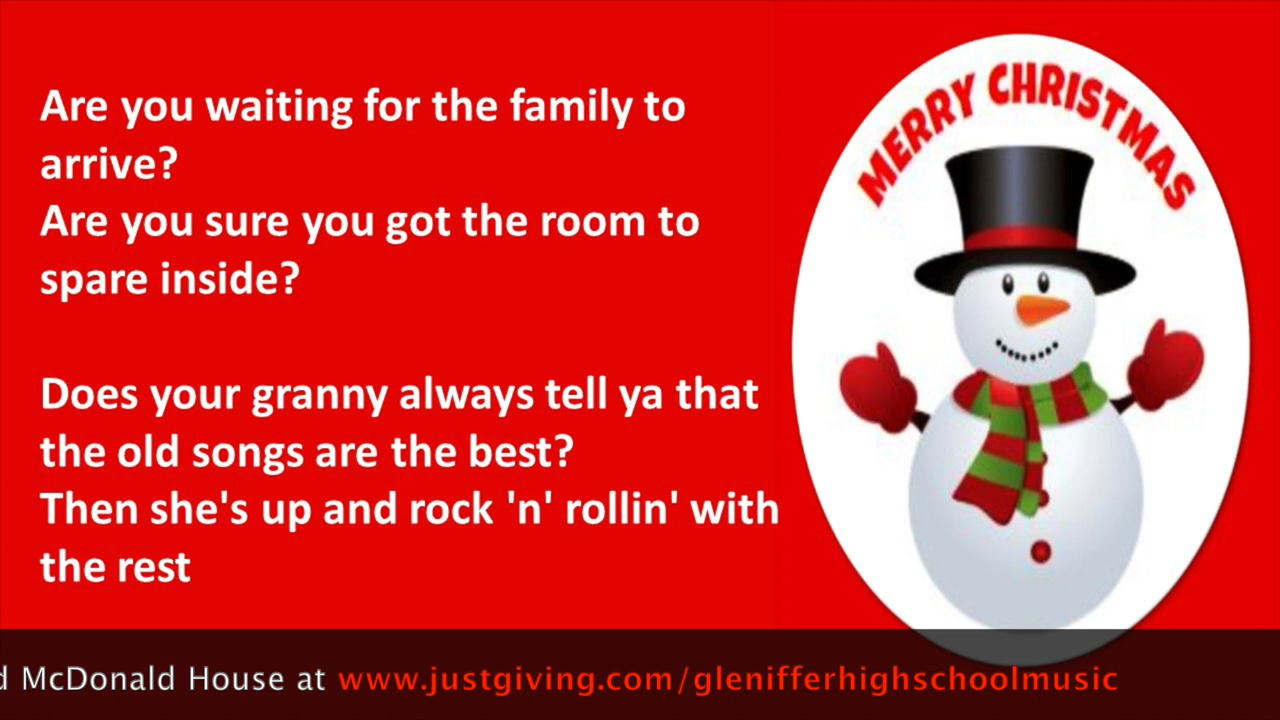 Are you waiting for the family to
arrive?
Are you sure you got the room to
spare inside?
Does your granny always tell ya that
the old songs are the best?
Then she's up and rock 'n' rollin' with
the rest
MERRY CHRISTMAS
d McDonald House at www.justgiving.com/glenifferhighschoolmusic